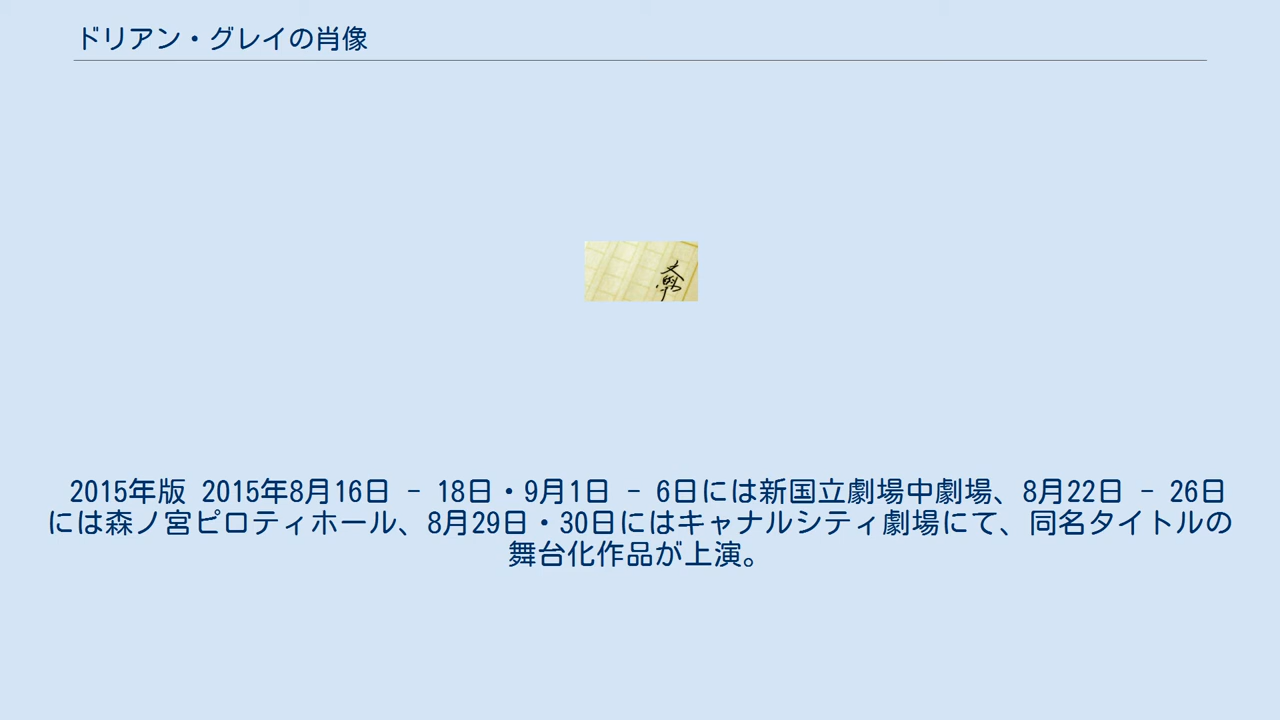 ドリアン・グレイの肖像
2015年版 2015年8月16日 - 18日・9月1日 - 6日には新国立劇場中劇場、8月22日 - 26日
には森ノ宮ピロティホール、8月29日・30日にはキャナルシティ劇場にて、同名タイトルの
舞台化作品が上演。